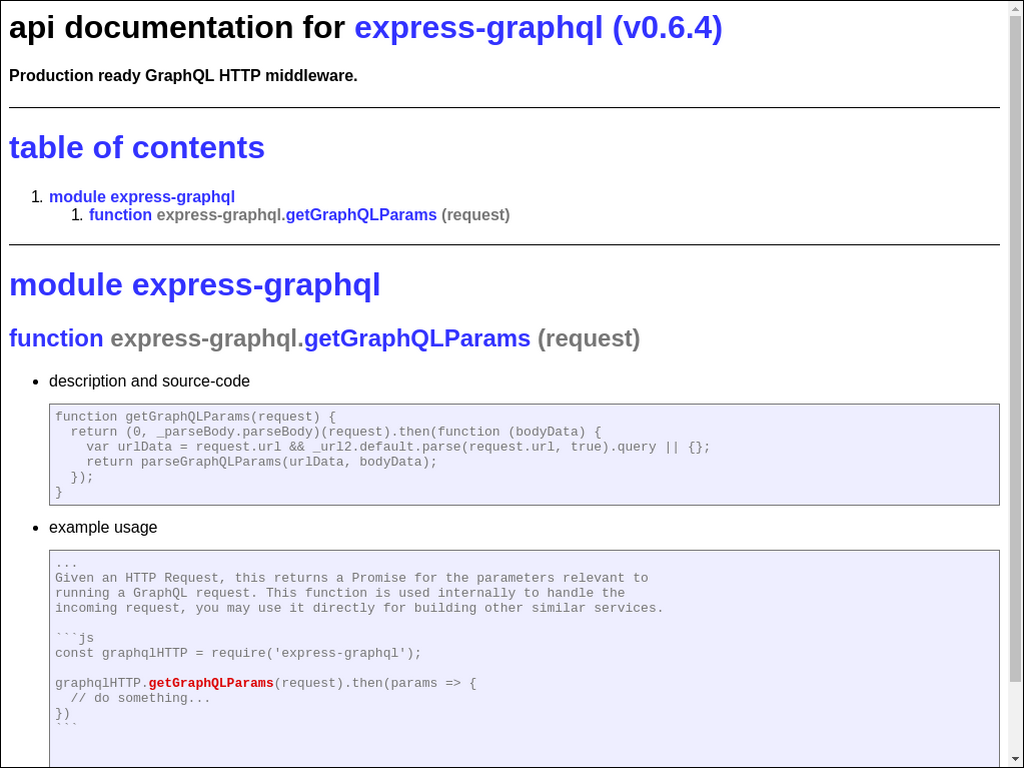 api documentation for express-graphql (v0.6.4)
Production ready GraphQL HTTP middleware.
table of contents
1. module express-graphql
1. function express-graphql.getGraphQLParams (request)
module express-graphql
function express-graphql.getGraphQLParams (request)
• description and source-code
function getGraphQLParams(request) {
  return (0, _parseBody.parseBody)(request).then(function (bodyData) {
    var urlData = request.url && _url2.default.parse(request.url, true).query || {};
    return parseGraphQLParams(urlData, bodyData);
  });
}
• example usage
...
Given an HTTP Request, this returns a Promise for the parameters relevant to
running a GraphQL request. This function is used internally to handle the
incoming request, you may use it directly for building other similar services.
```js
const graphqlHTTP = require('express-graphql');
graphqlHTTP.getGraphQLParams(request).then(params => {
  // do something...
})
```